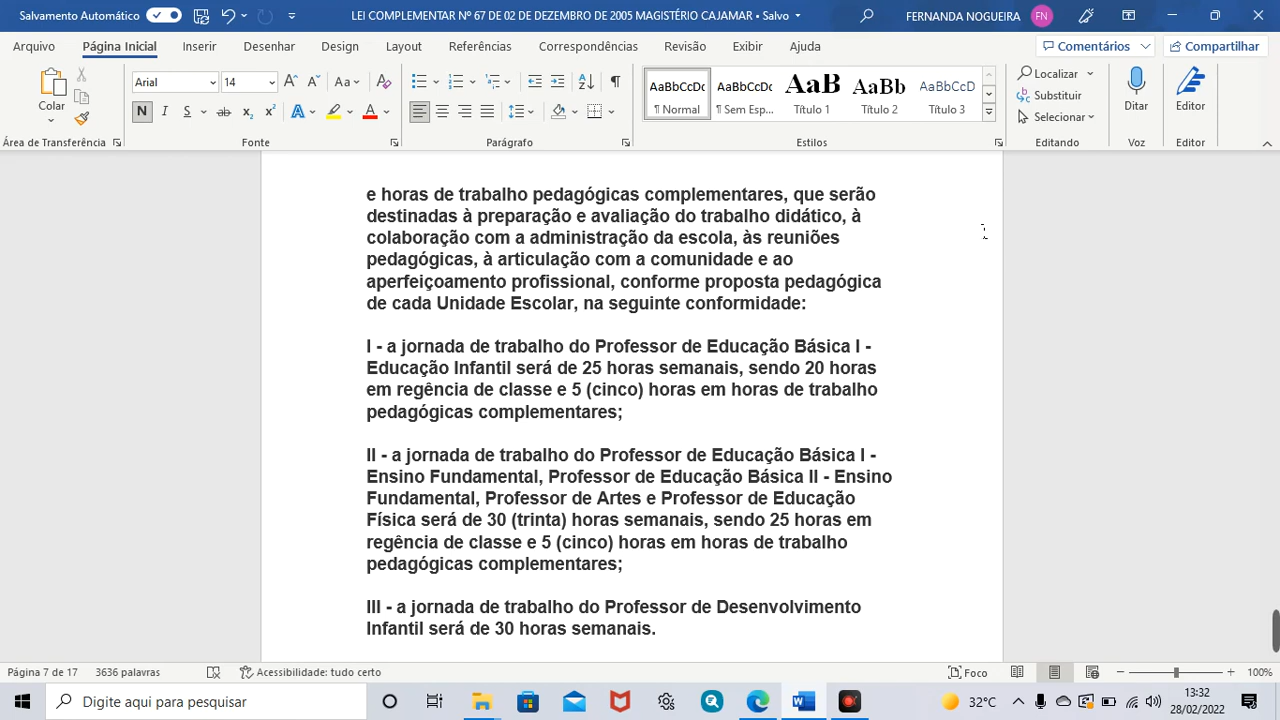 Salvamento Automático LEI COMPLEMENTAR Nº 67 DE 02 DE DEZEMBRO DE 2005 MAGISTÉRIO CAJAMAR • Salvo FERNANDA NOGUEIRA FN
Arquivo Página Inicial Inserir Desenhar Design Layout Referências Correspondências Revisão Exibir Ajuda Comentários Compartilhar
Colar
Arial 14 Aa
N I S ab x₂ x² A A
AaBbCcDc AaBbCcDc AaB AaBb AaBbCcD
¶ Normal ¶ Sem Esp... Título 1 Título 2 Título 3
Localizar
Substituir
Selecionar
Ditar
Editor
Área de Transferência Fonte Parágrafo Estilos Editando Voz Editor
e horas de trabalho pedagógicas complementares, que serão
destinadas à preparação e avaliação do trabalho didático, à
colaboração com a administração da escola, às reuniões
pedagógicas, à articulação com a comunidade e ao
aperfeiçoamento profissional, conforme proposta pedagógica
de cada Unidade Escolar, na seguinte conformidade:
I - a jornada de trabalho do Professor de Educação Básica I -
Educação Infantil será de 25 horas semanais, sendo 20 horas
em regência de classe e 5 (cinco) horas em horas de trabalho
pedagógicas complementares;
II - a jornada de trabalho do Professor de Educação Básica I -
Ensino Fundamental, Professor de Educação Básica II - Ensino
Fundamental, Professor de Artes e Professor de Educação
Física será de 30 (trinta) horas semanais, sendo 25 horas em
regência de classe e 5 (cinco) horas em horas de trabalho
pedagógicas complementares;
III - a jornada de trabalho do Professor de Desenvolvimento
Infantil será de 30 horas semanais.
Página 7 de 17 3636 palavras Acessibilidade: tudo certo Foco 100%
Digite aqui para pesquisar 32°C 13:32
28/02/2022